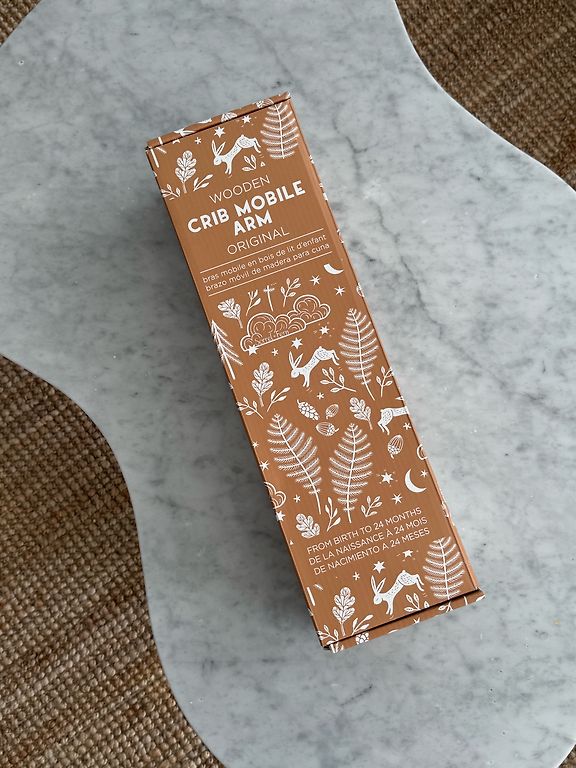 WOODEN
CRIB MOBILE
ARM
ORIGINAL
bras mobile en bois de lit d'enfant
brazo móvil de madera para cuna
FROM BIRTH TO 24 MONTHS
DE LA NAISSANCE À 24 MOIS
DE NACIMIENTO A 24 MESES